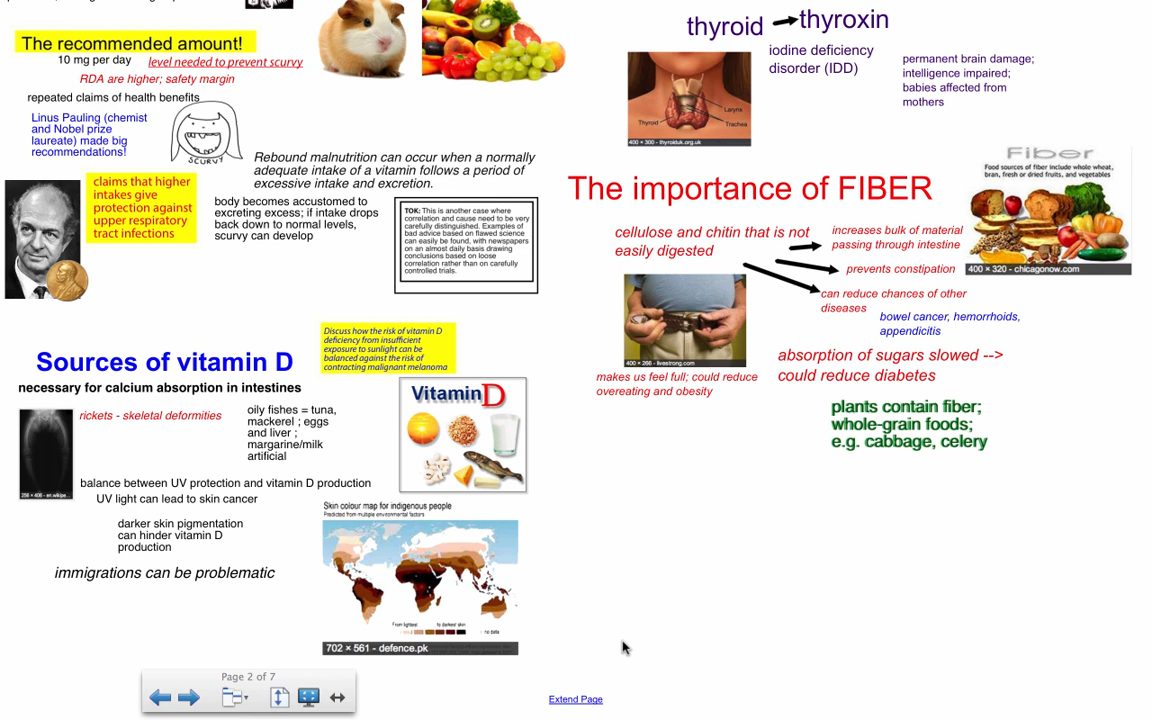 The recommended amount!
10 mg per day
level needed to prevent scurvy
RDA are higher; safety margin
repeated claims of health benefits
Linus Pauling (chemist
and Nobel prize
laureate) made big
recommendations!
SCURVY
Rebound malnutrition can occur when a normally
adequate intake of a vitamin follows a period of
excessive intake and excretion.
claims that higher
intakes give
protection against
upper respiratory
tract infections
body becomes accustomed to
excreting excess; if intake drops
back down to normal levels,
scurvy can develop
TOK: This is another case where
correlation and cause need to be very
carefully distinguished. Examples of
bad advice based on flawed science
can easily be found, with newspapers
on an almost daily basis drawing
conclusions based on loose
correlation rather than on carefully
controlled trials.
Discuss how the risk of vitamin D
deficiency from insufficient
exposure to sunlight can be
balanced against the risk of
contracting malignant melanoma
Sources of vitamin D
necessary for calcium absorption in intestines
rickets - skeletal deformities
oily fishes = tuna,
mackerel ; eggs
and liver ;
margarine/milk
artificial
Vitamin D
balance between UV protection and vitamin D production
UV light can lead to skin cancer
darker skin pigmentation
can hinder vitamin D
production
immigrations can be problematic
Skin colour map for indigenous people
Predicted from multiple environmental factors
From lightest to darkest skin
no data
702 × 561 - defence.pk
Page 2 of 7
Extend Page
thyroid thyroxin
iodine deficiency
disorder (IDD)
permanent brain damage;
intelligence impaired;
babies affected from
mothers
Larynx
Thyroid
Trachea
400 × 300 - thyroiduk.org.uk
Fiber
Food sources of fiber include whole wheat,
bran, fresh or dried fruits, and vegetables
400 × 320 - chicagonow.com
The importance of FIBER
cellulose and chitin that is not
easily digested
increases bulk of material
passing through intestine
prevents constipation
can reduce chances of other
diseases
bowel cancer, hemorrhoids,
appendicitis
400 × 266 - livestrong.com
makes us feel full; could reduce
overeating and obesity
absorption of sugars slowed -->
could reduce diabetes
plants contain fiber;
whole-grain foods;
e.g. cabbage, celery